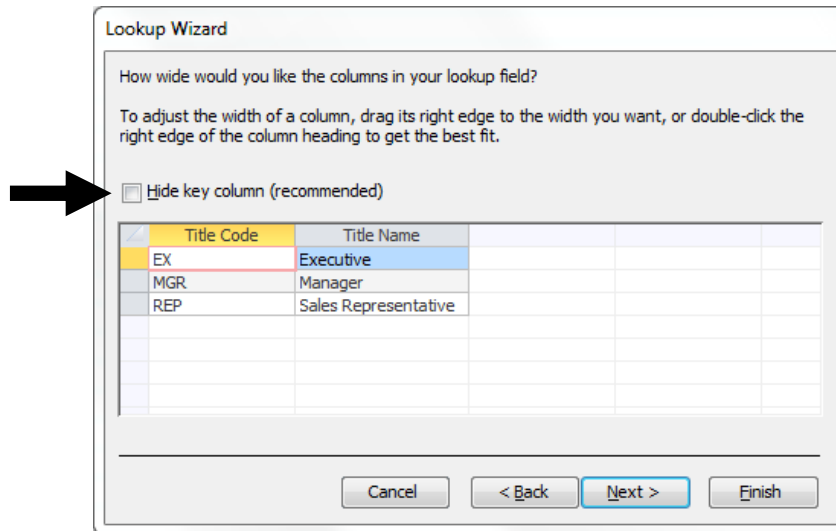 Lookup Wizard
How wide would you like the columns in your lookup field?
To adjust the width of a column, drag its right edge to the width you want, or double-click the
right edge of the column heading to get the best fit.
Hide key column (recommended)
Title Code Title Name
EX Executive
MGR Manager
REP Sales Representative
Cancel < Back Next > Finish